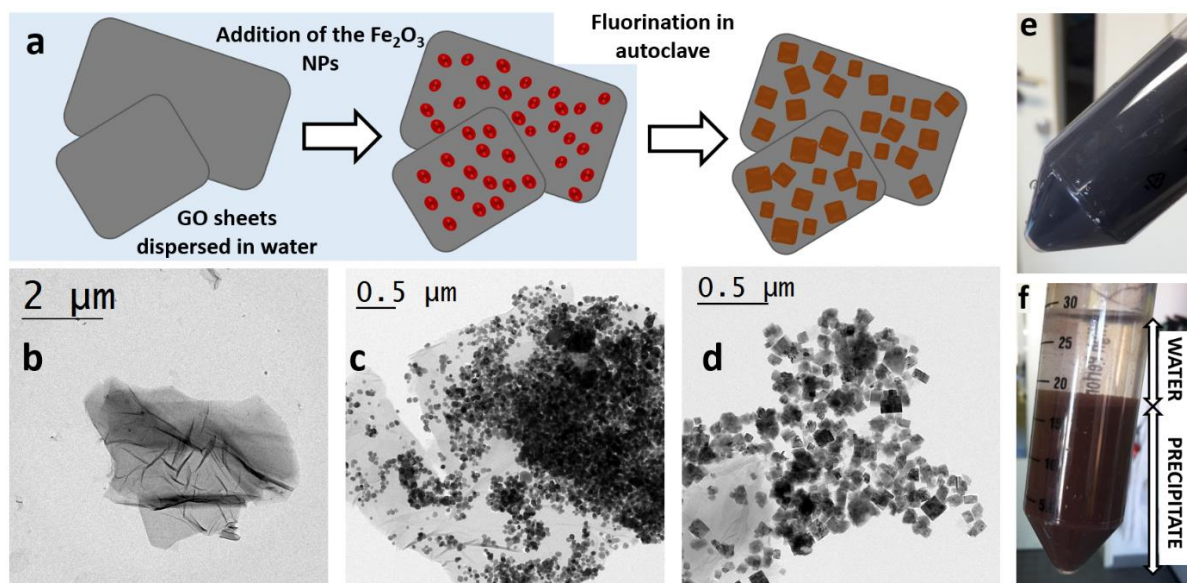 a
Addition of the Fe₂O₃
NPs
Fluorination in
autoclave
GO sheets
dispersed in water
e
2 µm
b
0.5 µm
c
0.5 µm
d
f
30
25
20
15
10
WATER
PRECIPITATE